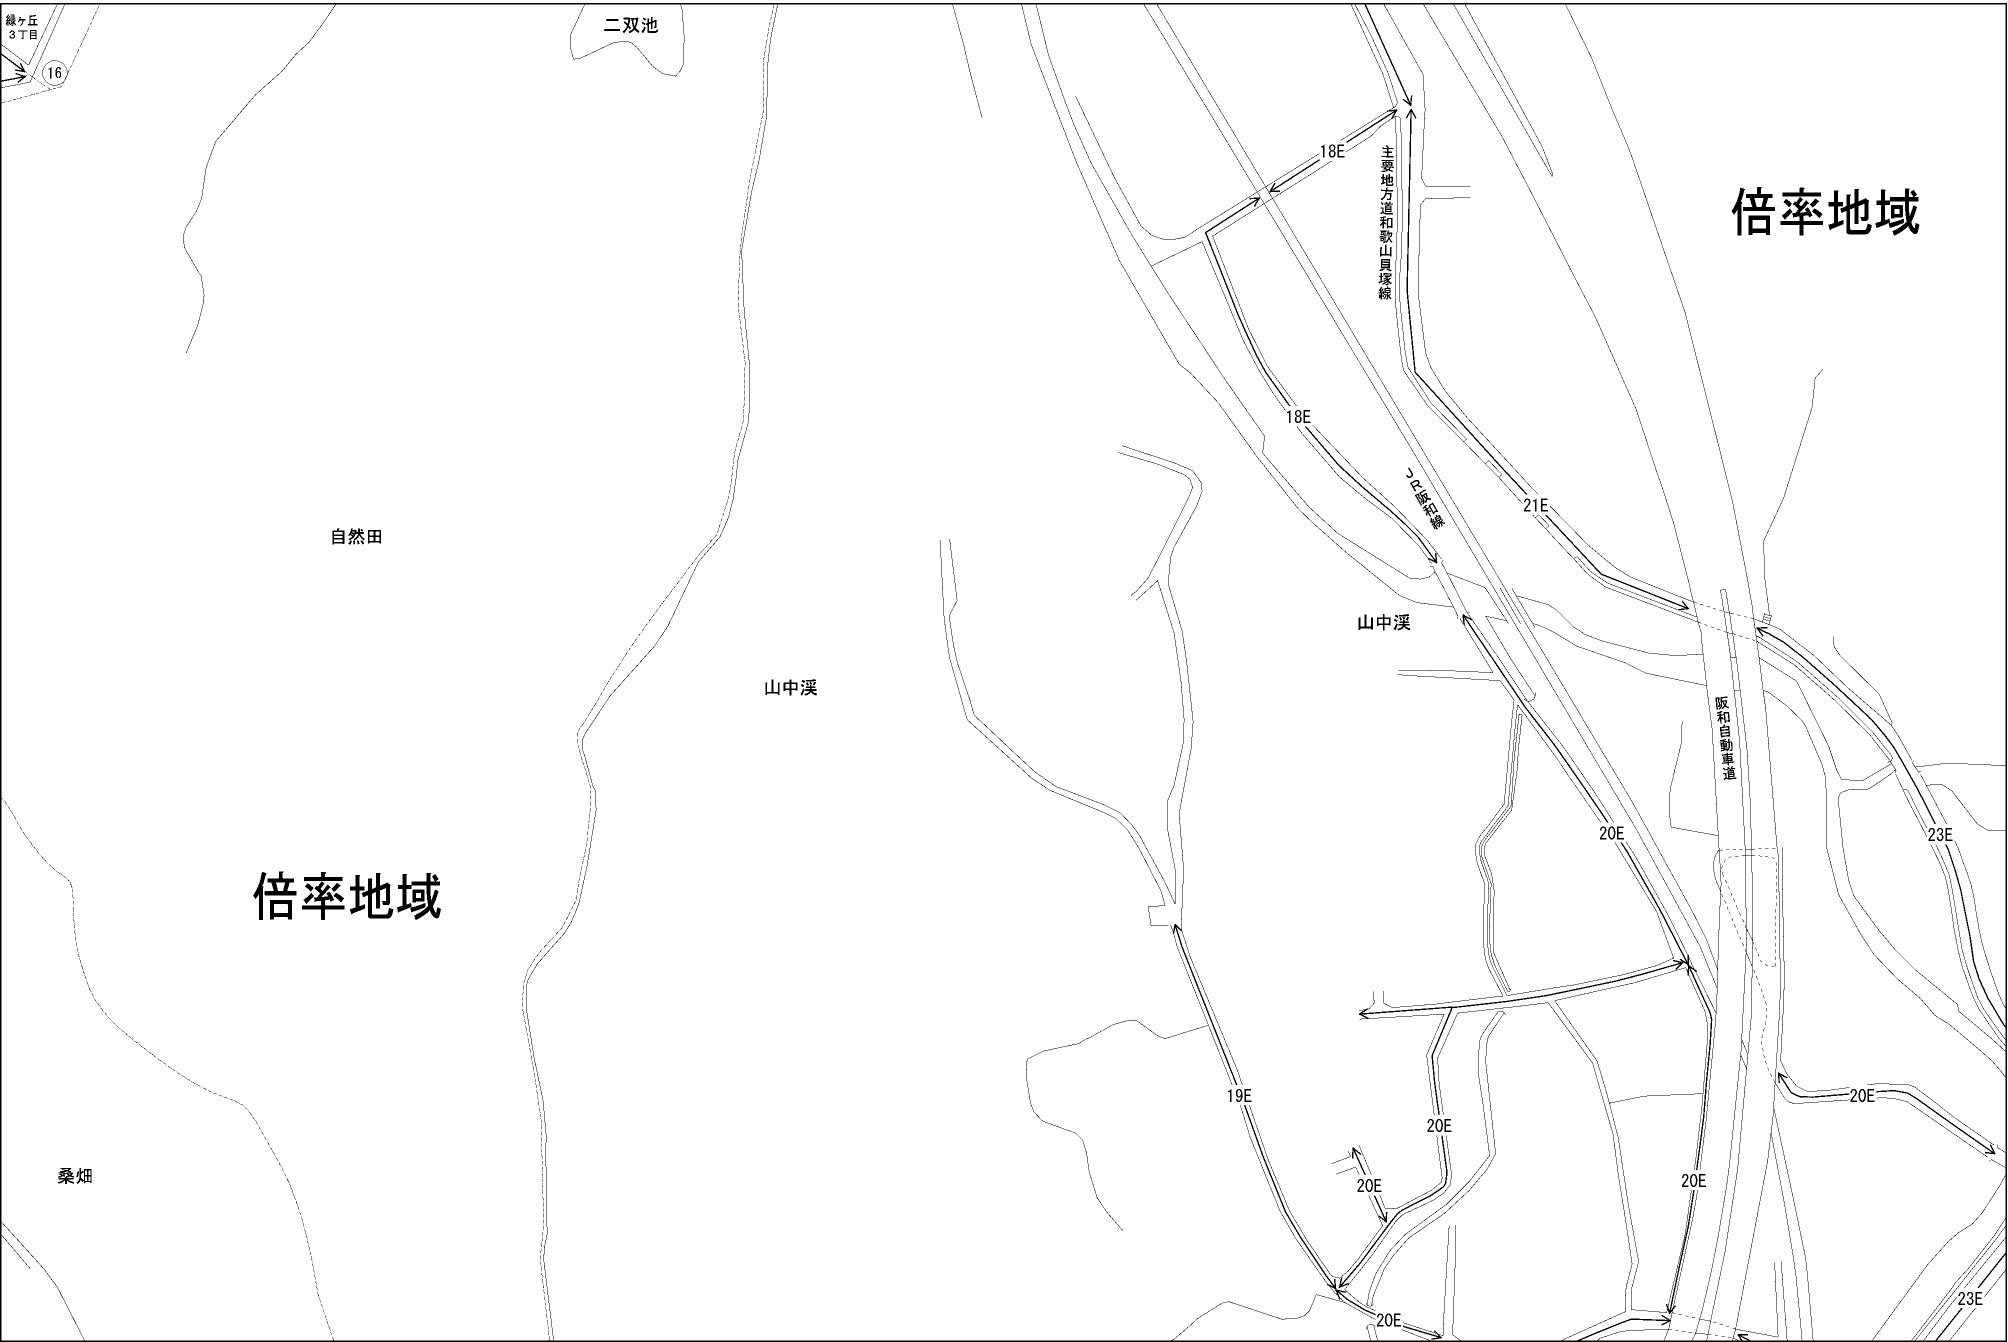 緑ヶ丘
3丁目
16
二双池
18E
主要地方道和歌山貝塚線
倍率地域
18E
JR阪和線
21E
自然田
山中渓
山中渓
阪和自動車道
20E
23E
倍率地域
19E
20E
20E
桑畑
20E
20E
23E
20E